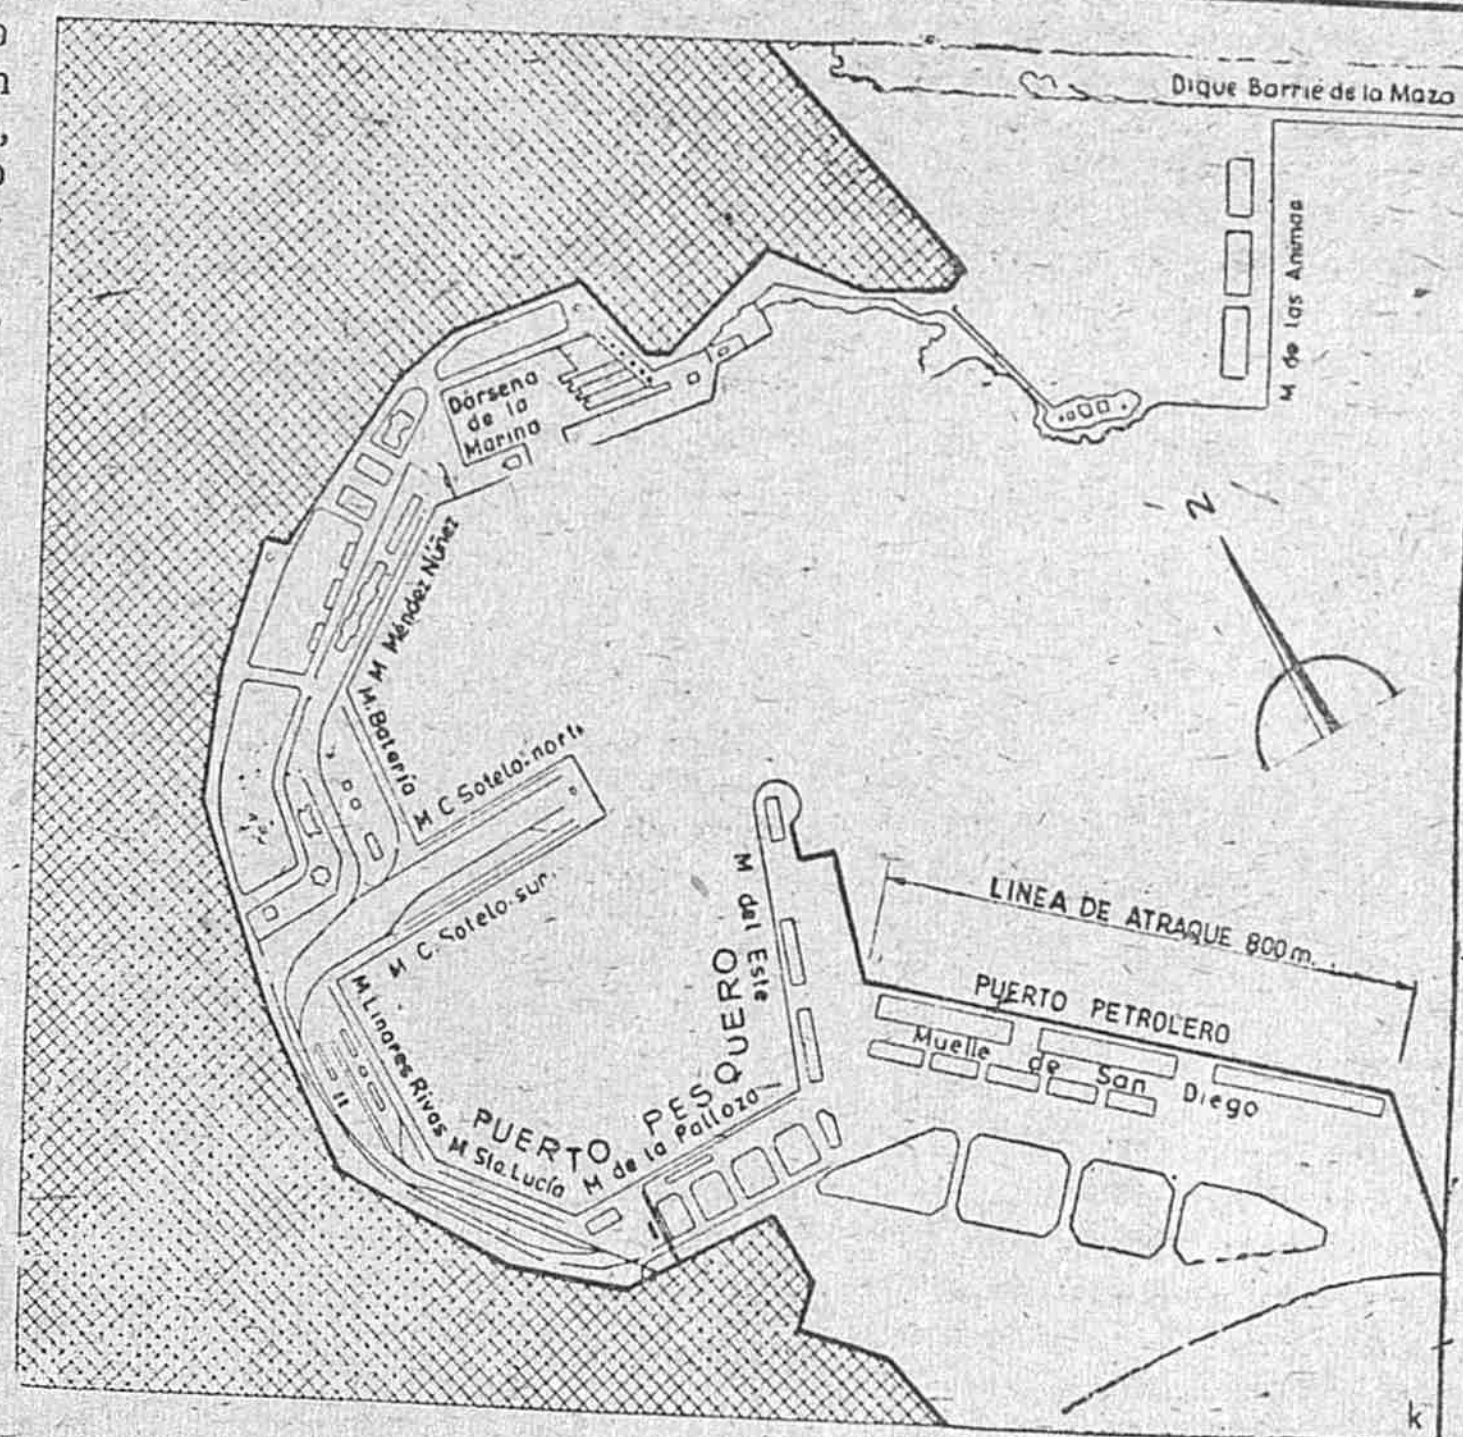 o
n
,
o
Dique Barrié de la Maza
M de las Animas
Dársena
de la
Marina
N
M Méndez Núñez
M. Batería
M C Sotelo-norte
M C. Sotelo-sur.
M del Este
LINEA DE ATRAQUE 800m.
PUERTO PETROLERO
Muelle de San Diego
M Linares Rivas
PUERTO PESQUERO
M Sta. Lucía
M de la Palloza
k